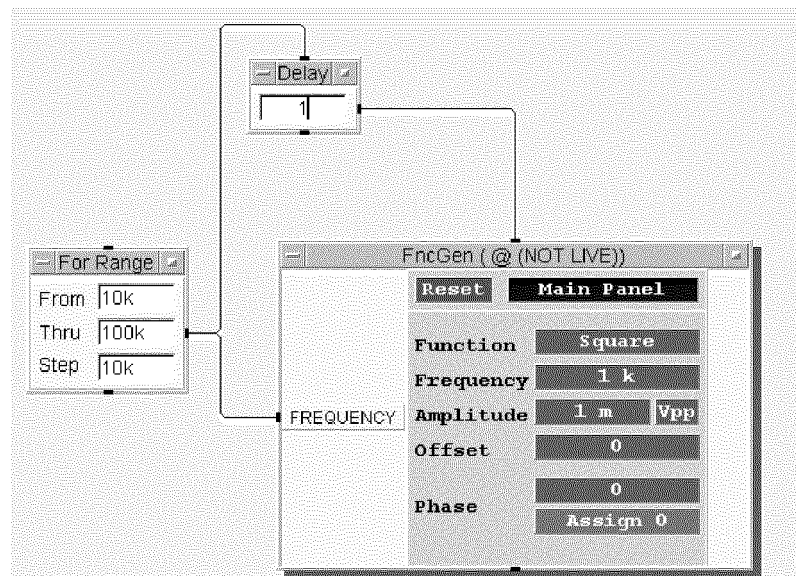 Delay
1
For Range
From 10k
Thru 100k
Step 10k
FncGen ( @ (NOT LIVE))
Reset Main Panel
Function Square
Frequency 1 k
FREQUENCY
Amplitude 1 m Vpp
Offset 0
Phase 0
Assign 0